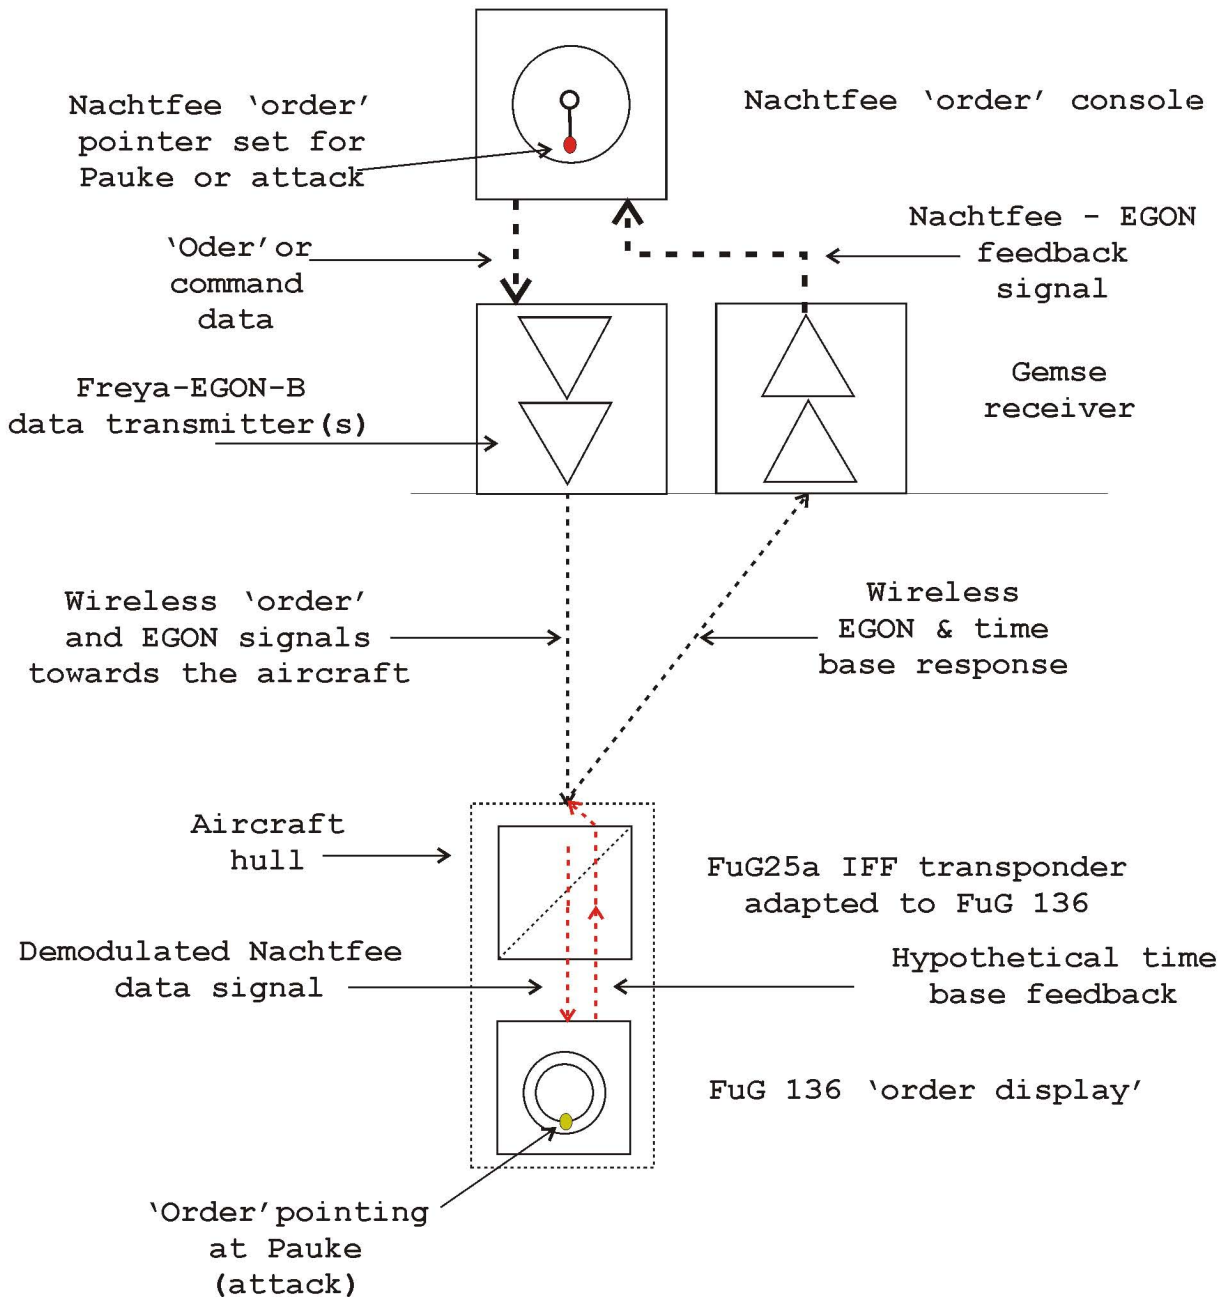 Nachtfee ‘order’
pointer set for
Pauke or attack
Nachtfee ‘order’ console
‘Oder’or
command
data
Nachtfee - EGON
feedback
signal
Freya-EGON-B
data transmitter(s)
Gemse
receiver
Wireless ‘order’
and EGON signals
towards the aircraft
Wireless
EGON & time
base response
Aircraft
hull
FuG25a IFF transponder
adapted to FuG 136
Demodulated Nachtfee
data signal
Hypothetical time
base feedback
FuG 136 ‘order display’
‘Order’pointing
at Pauke
(attack)